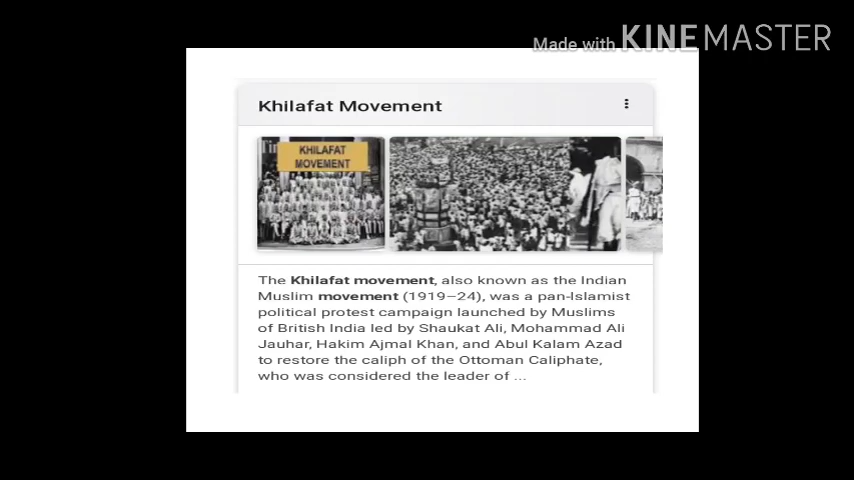 Made with KINEMASTER
Khilafat Movement
KHILAFAT
MOVEMENT
The Khilafat movement, also known as the Indian
Muslim movement (1919–24), was a pan-Islamist
political protest campaign launched by Muslims
of British India led by Shaukat Ali, Mohammad Ali
Jauhar, Hakim Ajmal Khan, and Abul Kalam Azad
to restore the caliph of the Ottoman Caliphate,
who was considered the leader of ...